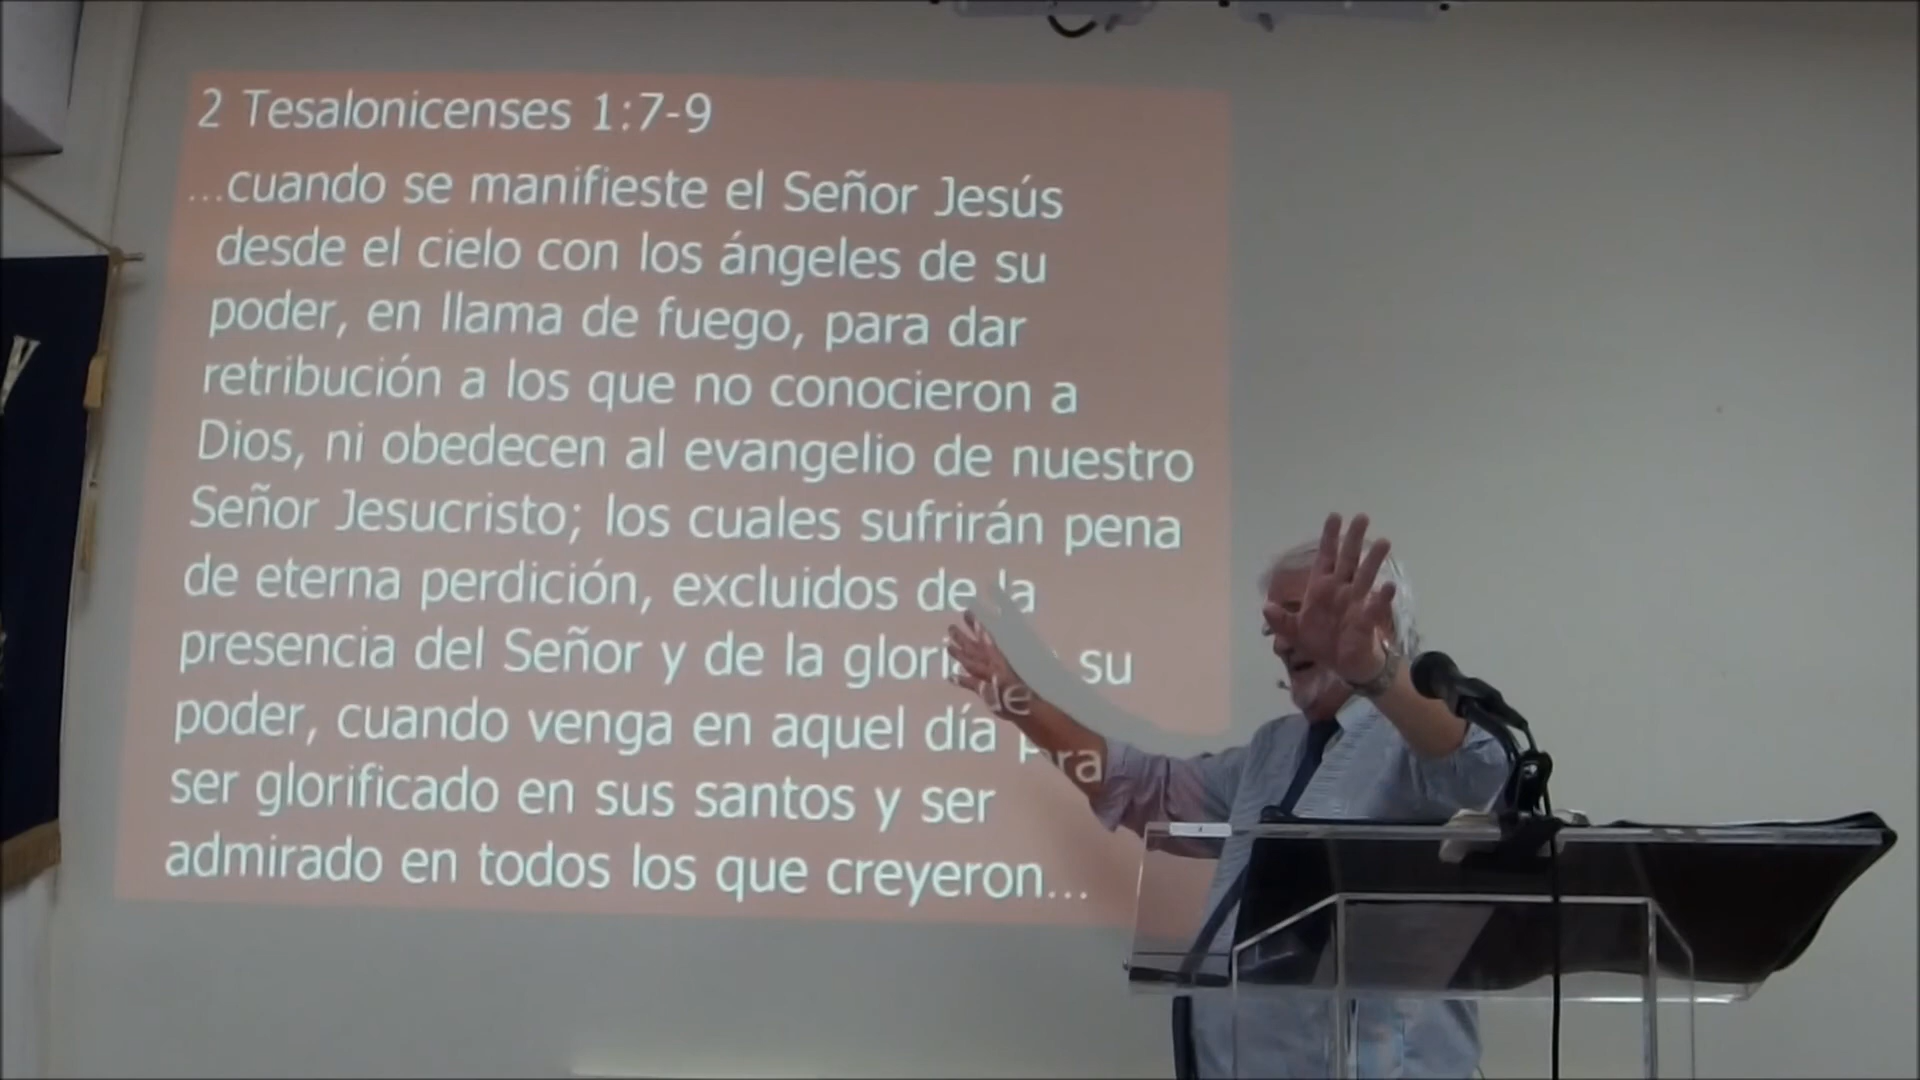 2 Tesalonicenses 1:7-9
...cuando se manifieste el Señor Jesús
desde el cielo con los ángeles de su
poder, en llama de fuego, para dar
retribución a los que no conocieron a
Dios, ni obedecen al evangelio de nuestro
Señor Jesucristo; los cuales sufrirán pena
de eterna perdición, excluidos de la
presencia del Señor y de la gloria de su
poder, cuando venga en aquel día para
ser glorificado en sus santos y ser
admirado en todos los que creyeron...